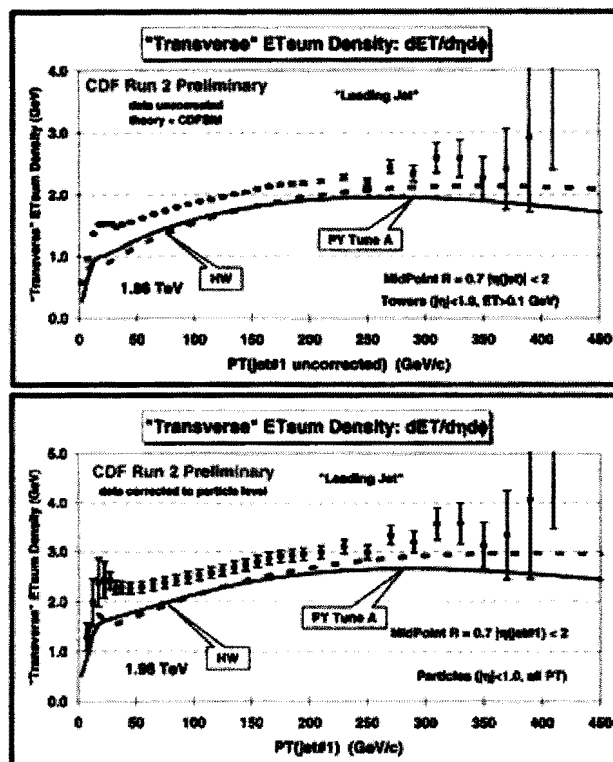 "Transverse" ETsum Density: dET/dηdϕ
"Transverse" ETsum Density (GeV)
4.0
3.0
2.0
1.0
0.0
CDF Run 2 Preliminary
data uncorrected
theory + CDFSIM
"Leading Jet"
PY Tune A
HW
1.96 TeV
MidPoint R = 0.7 |η(jet)| < 2
Towers (|η|<1.0, ET>0.1 GeV)
0 50 100 150 200 250 300 350 400 450
PT(jet#1 uncorrected) (GeV/c)
"Transverse" ETsum Density: dET/dηdϕ
"Transverse" ETsum Density (GeV)
5.0
4.0
3.0
2.0
1.0
0.0
CDF Run 2 Preliminary
data corrected to particle level
"Leading Jet"
PY Tune A
HW
1.96 TeV
MidPoint R = 0.7 |η(jet#1)| < 2
Particles (|η|<1.0, all PT)
0 50 100 150 200 250 300 350 400 450
PT(jet#1) (GeV/c)